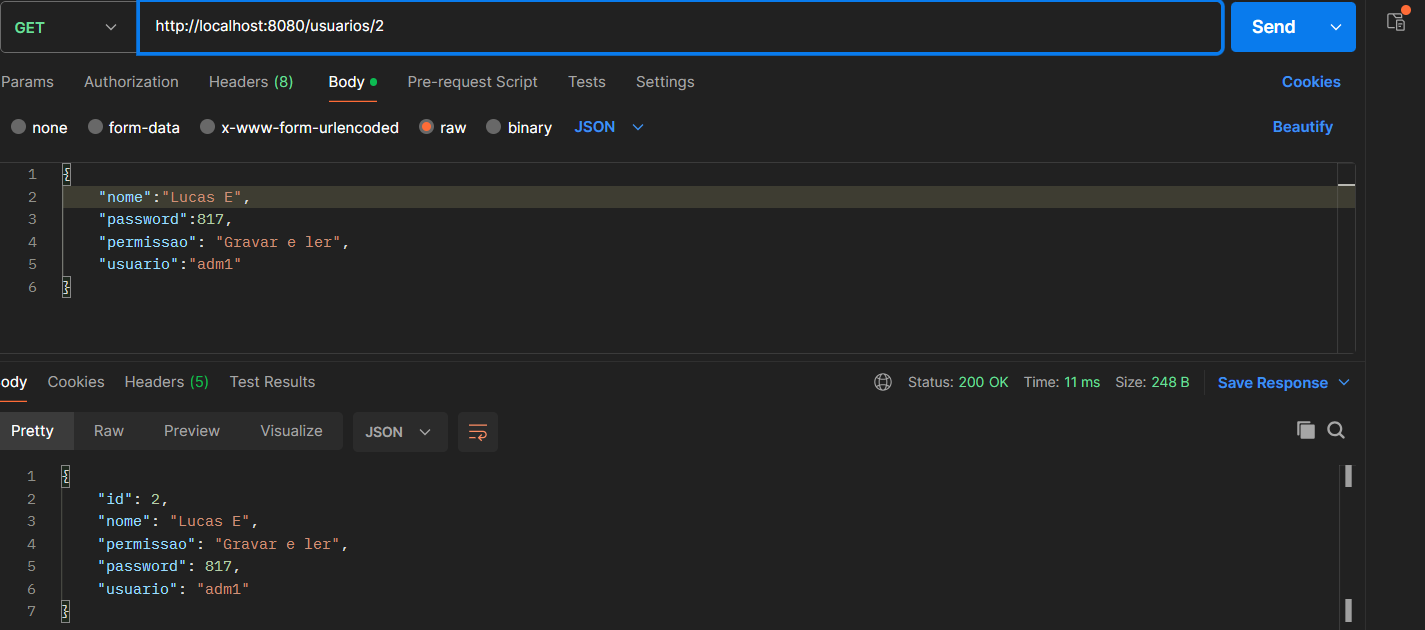 GET http://localhost:8080/usuarios/2 Send
Params Authorization Headers (8) Body Pre-request Script Tests Settings Cookies
none form-data x-www-form-urlencoded raw binary JSON Beautify
1 {
2 "nome":"Lucas E",
3 "password":817,
4 "permissao": "Gravar e ler",
5 "usuario":"adm1"
6 }
ody Cookies Headers (5) Test Results Status: 200 OK Time: 11 ms Size: 248 B Save Response
Pretty Raw Preview Visualize JSON
1 {
2 "id": 2,
3 "nome": "Lucas E",
4 "permissao": "Gravar e ler",
5 "password": 817,
6 "usuario": "adm1"
7 }